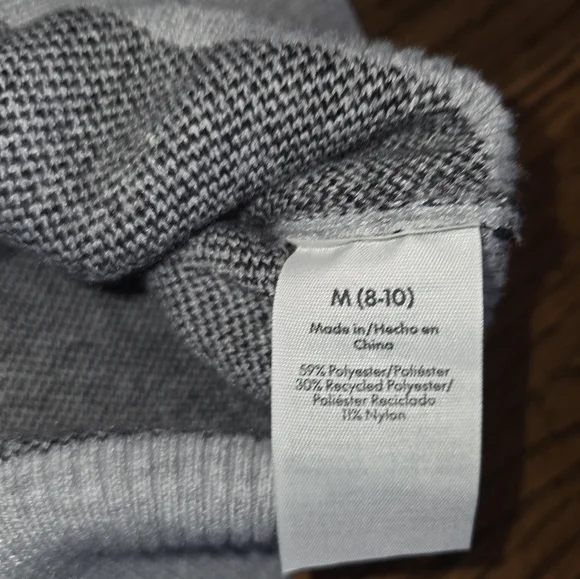 M (8-10)
Made in/Hecho en
China
59% Polyester/Poliéster
30% Recycled Polyester/
Poliéster Reciclado
11% Nylon